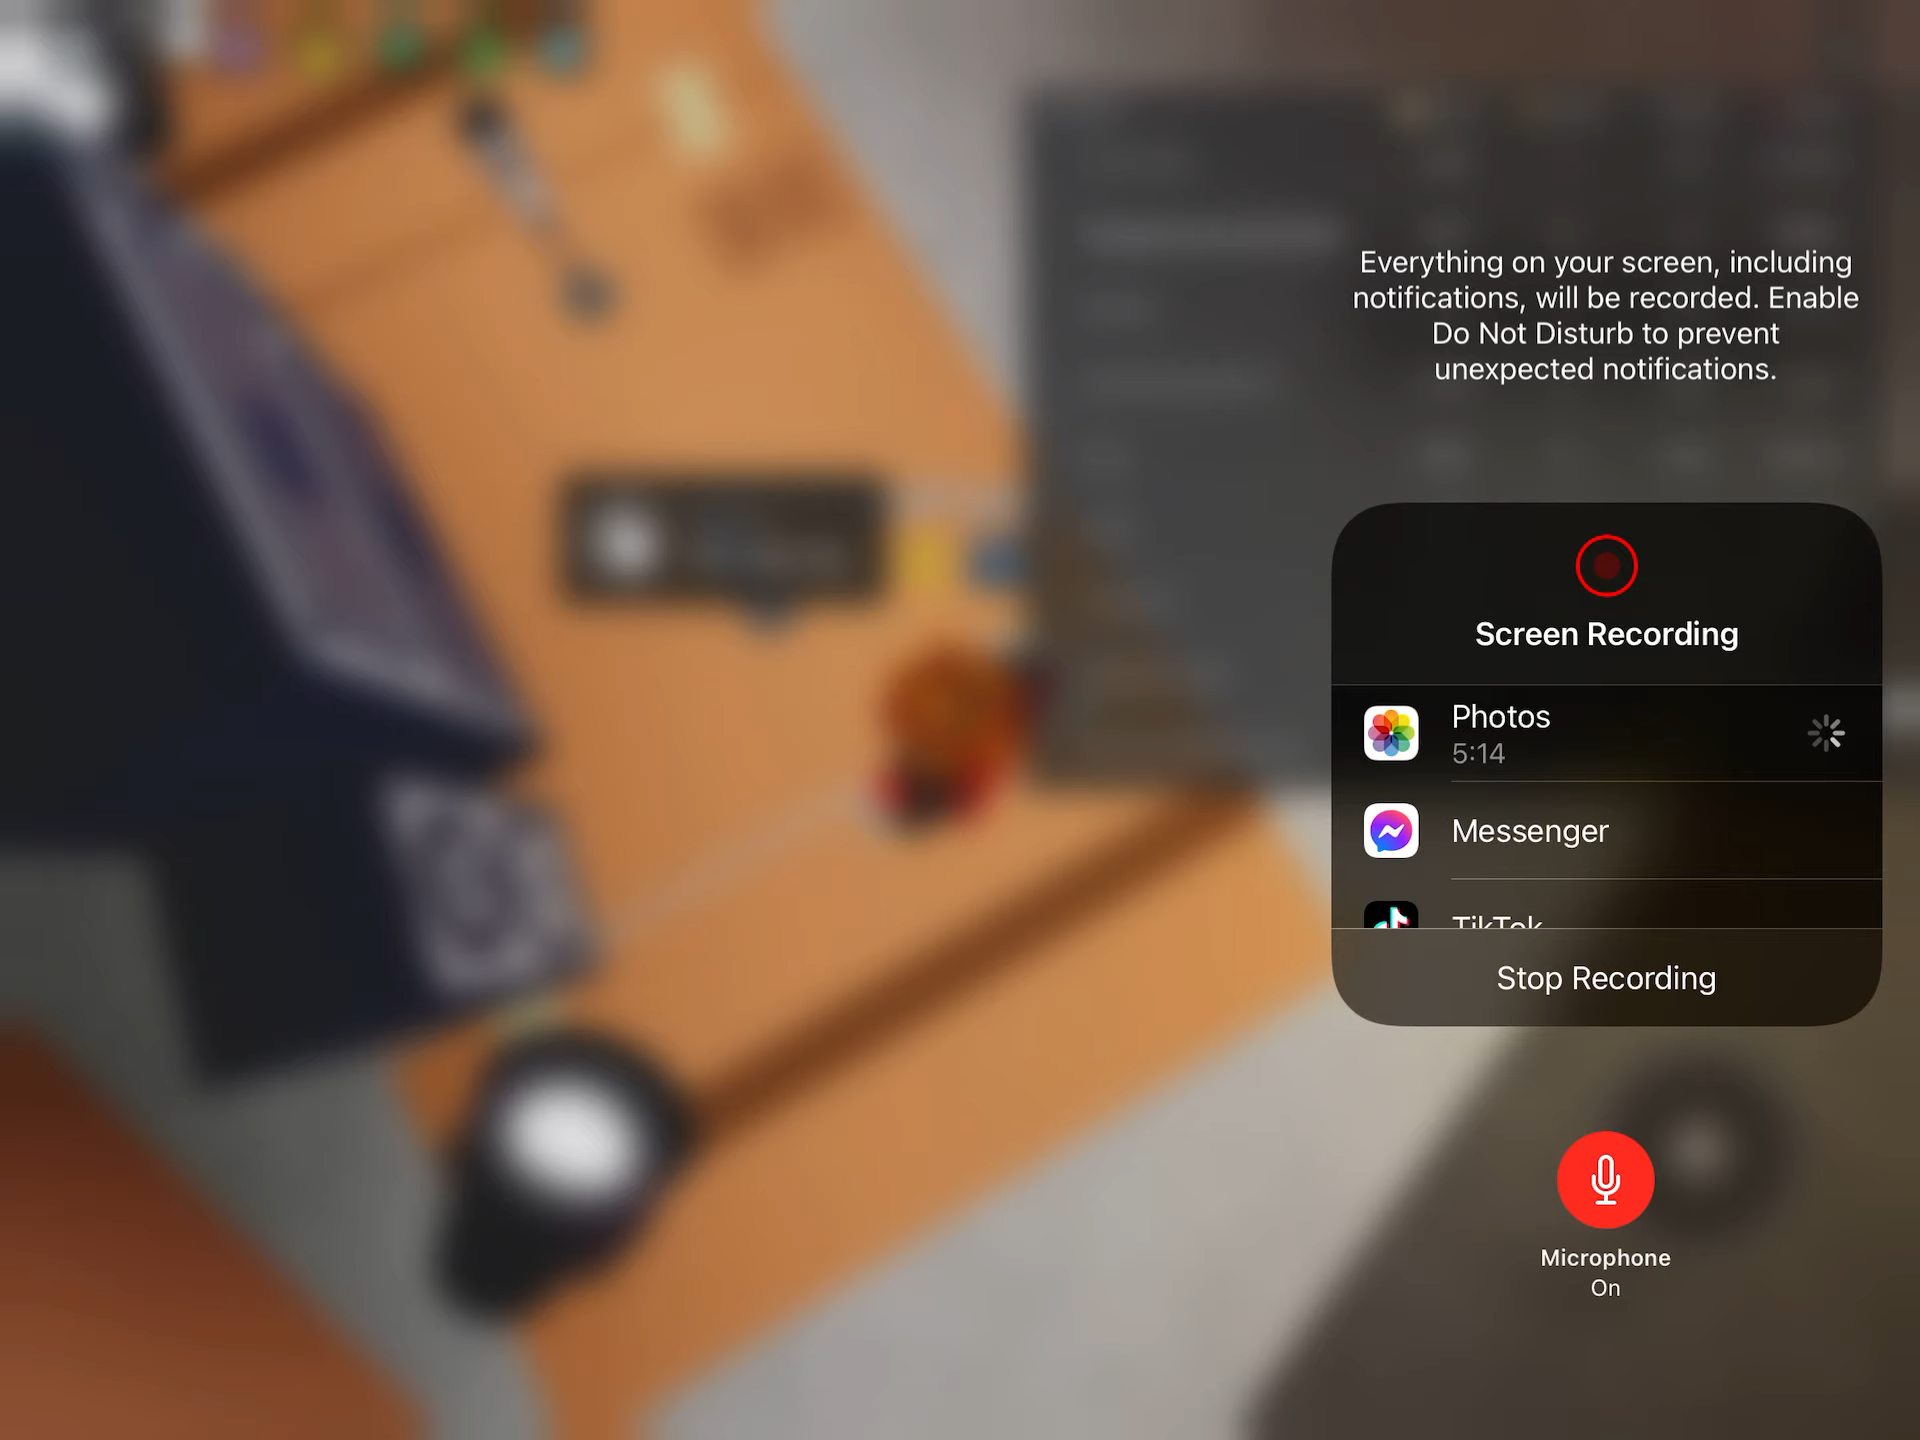 Everything on your screen, including
notifications, will be recorded. Enable
Do Not Disturb to prevent
unexpected notifications.
Screen Recording
Photos
5:14
Messenger
TikTok
Stop Recording
Microphone
On